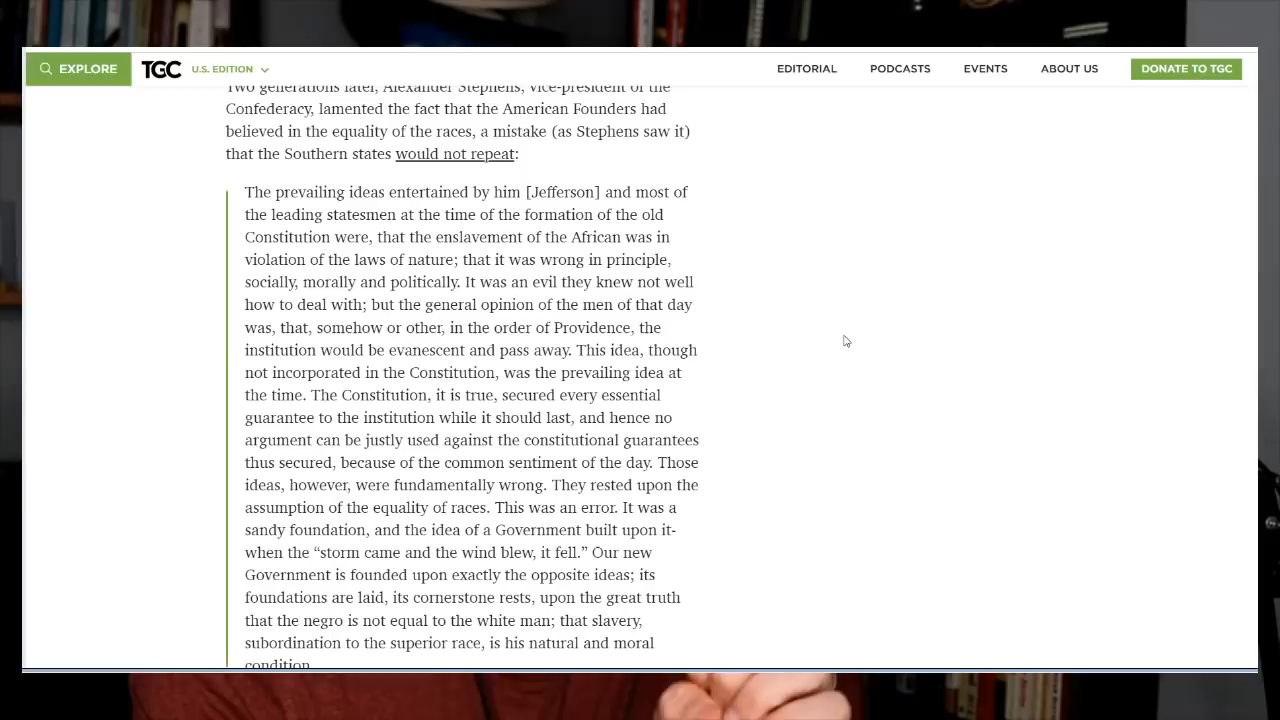 EXPLORE
TGC
U.S. EDITION
EDITORIAL
PODCASTS
EVENTS
ABOUT US
DONATE TO TGC
Two generations later, Alexander Stephens, vice-president of the
Confederacy, lamented the fact that the American Founders had
believed in the equality of the races, a mistake (as Stephens saw it)
that the Southern states would not repeat:
The prevailing ideas entertained by him [Jefferson] and most of
the leading statesmen at the time of the formation of the old
Constitution were, that the enslavement of the African was in
violation of the laws of nature; that it was wrong in principle,
socially, morally and politically. It was an evil they knew not well
how to deal with; but the general opinion of the men of that day
was, that, somehow or other, in the order of Providence, the
institution would be evanescent and pass away. This idea, though
not incorporated in the Constitution, was the prevailing idea at
the time. The Constitution, it is true, secured every essential
guarantee to the institution while it should last, and hence no
argument can be justly used against the constitutional guarantees
thus secured, because of the common sentiment of the day. Those
ideas, however, were fundamentally wrong. They rested upon the
assumption of the equality of races. This was an error. It was a
sandy foundation, and the idea of a Government built upon it-
when the “storm came and the wind blew, it fell.” Our new
Government is founded upon exactly the opposite ideas; its
foundations are laid, its cornerstone rests, upon the great truth
that the negro is not equal to the white man; that slavery,
subordination to the superior race, is his natural and moral
condition